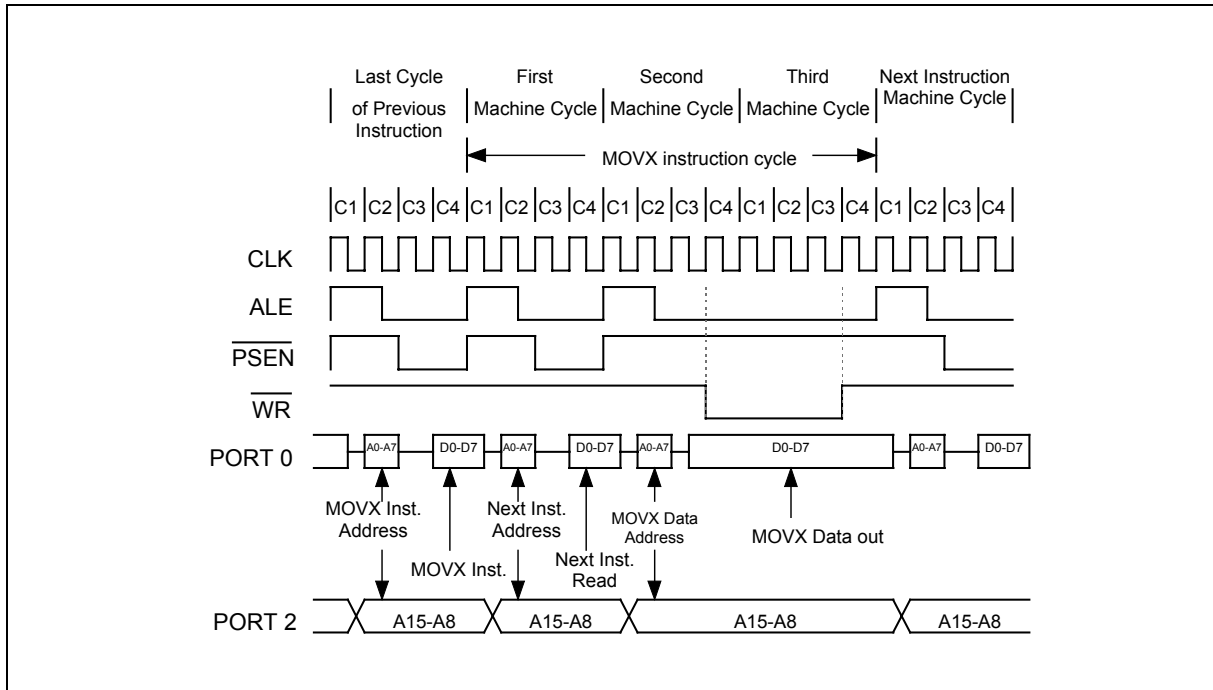 Last Cycle
of Previous
Instruction
First
Machine Cycle
Second
Machine Cycle
Third
Machine Cycle
Next Instruction
Machine Cycle
MOVX instruction cycle
C1 C2 C3 C4 C1 C2 C3 C4 C1 C2 C3 C4 C1 C2 C3 C4 C1 C2 C3 C4
CLK
ALE
PSEN
WR
PORT 0
A0-A7 D0-D7 A0-A7 D0-D7 A0-A7 D0-D7 A0-A7 D0-D7
MOVX Inst.
Address
MOVX Inst.
Next Inst.
Address
Next Inst.
Read
MOVX Data
Address
MOVX Data out
PORT 2
A15-A8 A15-A8 A15-A8 A15-A8